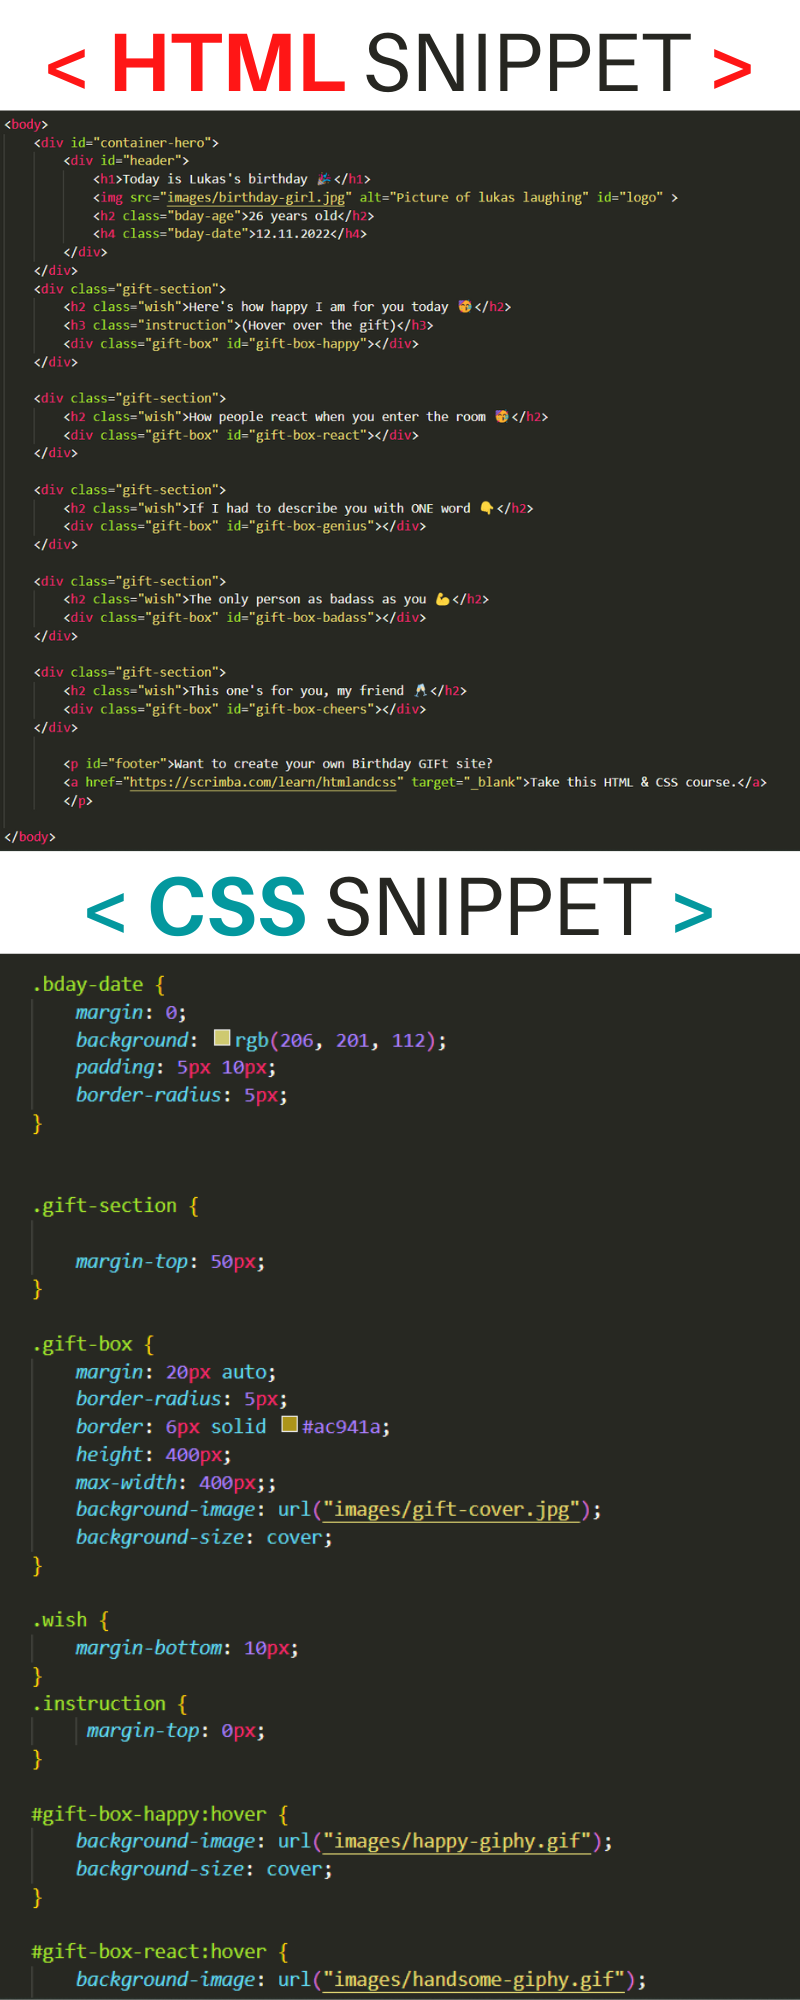 < HTML SNIPPET >
<body>
<div id="container-hero">
<div id="header">
<h1>Today is Lukas's birthday 🎉</h1>
<img src="images/birthday-girl.jpg" alt="Picture of lukas laughing" id="logo" >
<h2 class="bday-age">26 years old</h2>
<h4 class="bday-date">12.11.2022</h4>
</div>
</div>
<div class="gift-section">
<h2 class="wish">Here's how happy I am for you today 🥳</h2>
<h3 class="instruction">(Hover over the gift)</h3>
<div class="gift-box" id="gift-box-happy"></div>
</div>
<div class="gift-section">
<h2 class="wish">How people react when you enter the room 🥳</h2>
<div class="gift-box" id="gift-box-react"></div>
</div>
<div class="gift-section">
<h2 class="wish">If I had to describe you with ONE word 👇</h2>
<div class="gift-box" id="gift-box-genius"></div>
</div>
<div class="gift-section">
<h2 class="wish">The only person as badass as you 💪</h2>
<div class="gift-box" id="gift-box-badass"></div>
</div>
<div class="gift-section">
<h2 class="wish">This one's for you, my friend 🥂</h2>
<div class="gift-box" id="gift-box-cheers"></div>
</div>
<p id="footer">Want to create your own Birthday GIFt site?
<a href="https://scrimba.com/learn/htmlandcss" target="_blank">Take this HTML & CSS course.</a>
</p>
</body>
< CSS SNIPPET >
.bday-date {
margin: 0;
background: rgb(206, 201, 112);
padding: 5px 10px;
border-radius: 5px;
}
.gift-section {
margin-top: 50px;
}
.gift-box {
margin: 20px auto;
border-radius: 5px;
border: 6px solid #ac941a;
height: 400px;
max-width: 400px;;
background-image: url("images/gift-cover.jpg");
background-size: cover;
}
.wish {
margin-bottom: 10px;
}
.instruction {
margin-top: 0px;
}
#gift-box-happy:hover {
background-image: url("images/happy-giphy.gif");
background-size: cover;
}
#gift-box-react:hover {
background-image: url("images/handsome-giphy.gif");